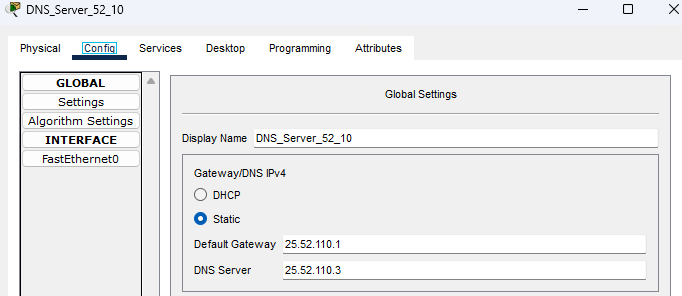 DNS_Server_52_10
Physical Config Services Desktop Programming Attributes
GLOBAL
Settings
Algorithm Settings
INTERFACE
FastEthernet0
Global Settings
Display Name DNS_Server_52_10
Gateway/DNS IPv4
DHCP
Static
Default Gateway 25.52.110.1
DNS Server 25.52.110.3